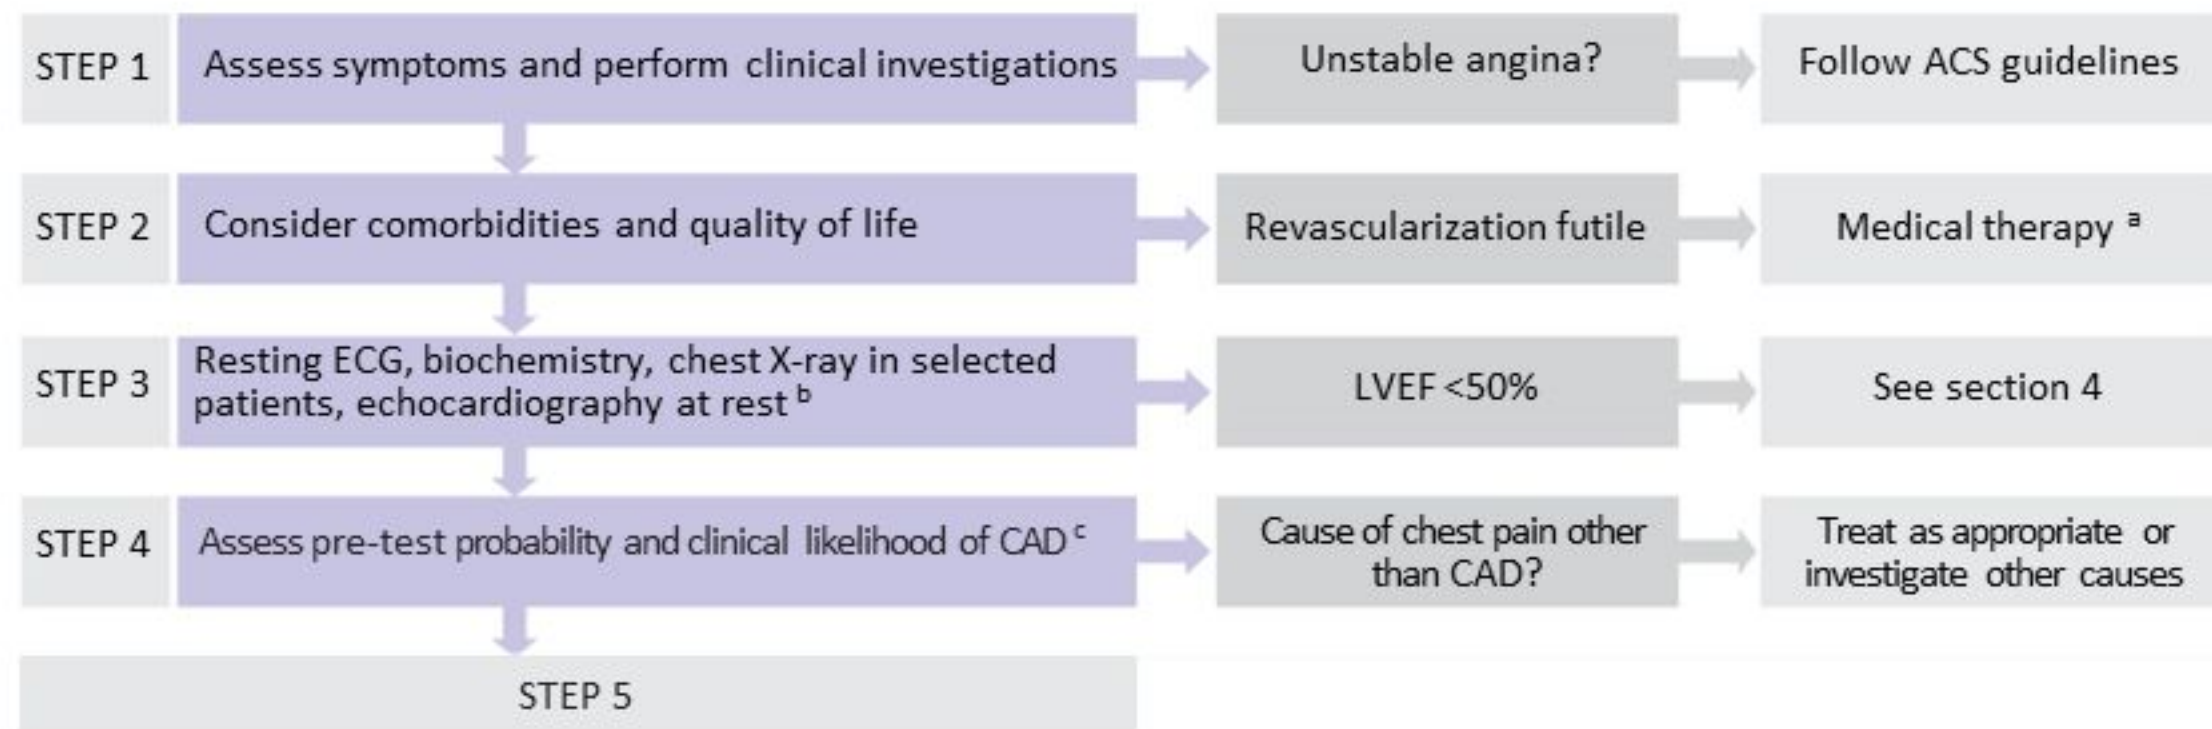 STEP 1
Assess symptoms and perform clinical investigations
Unstable angina?
Follow ACS guidelines
STEP 2
Consider comorbidities and quality of life
Revascularization futile
Medical therapy ᵃ
STEP 3
Resting ECG, biochemistry, chest X-ray in selected
patients, echocardiography at rest ᵇ
LVEF <50%
See section 4
STEP 4
Assess pre-test probability and clinical likelihood of CAD ᶜ
Cause of chest pain other
than CAD?
Treat as appropriate or
investigate other causes
STEP 5